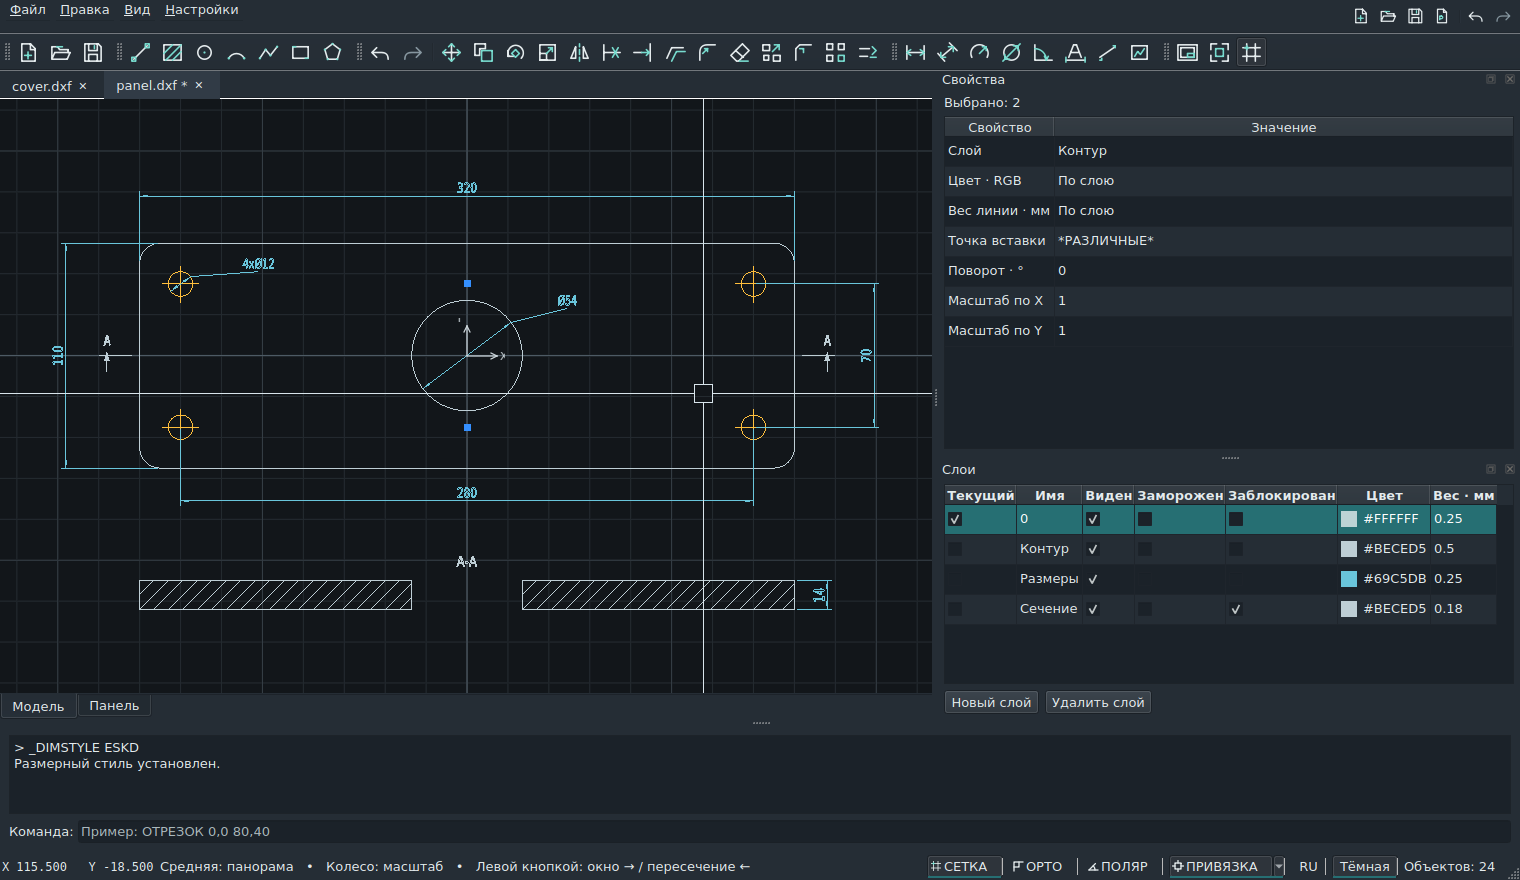 Файл Правка Вид Настройки
cover.dxf × panel.dxf * ×
Свойства
Выбрано: 2
Свойство Значение
Слой Контур
Цвет · RGB По слою
Вес линии · мм По слою
Точка вставки *РАЗЛИЧНЫЕ*
Поворот · ° 0
Масштаб по X 1
Масштаб по Y 1
320
4xØ12
Ø54
A A
110
70
X
280
A-A
14
Слои
Текущий Имя Виден Заморожен Заблокирован Цвет Вес · мм
0 #FFFFFF 0.25
Контур #BECED5 0.5
Размеры #69C5DB 0.25
Сечение #BECED5 0.18
Новый слой Удалить слой
Модель Панель
> _DIMSTYLE ESKD
Размерный стиль установлен.
Команда: Пример: ОТРЕЗОК 0,0 80,40
X 115.500 Y -18.500 Средняя: панорама • Колесо: масштаб • Левой кнопкой: окно → / пересечение ← СЕТКА ОРТО ПОЛЯР ПРИВЯЗКА RU Тёмная Объектов: 24